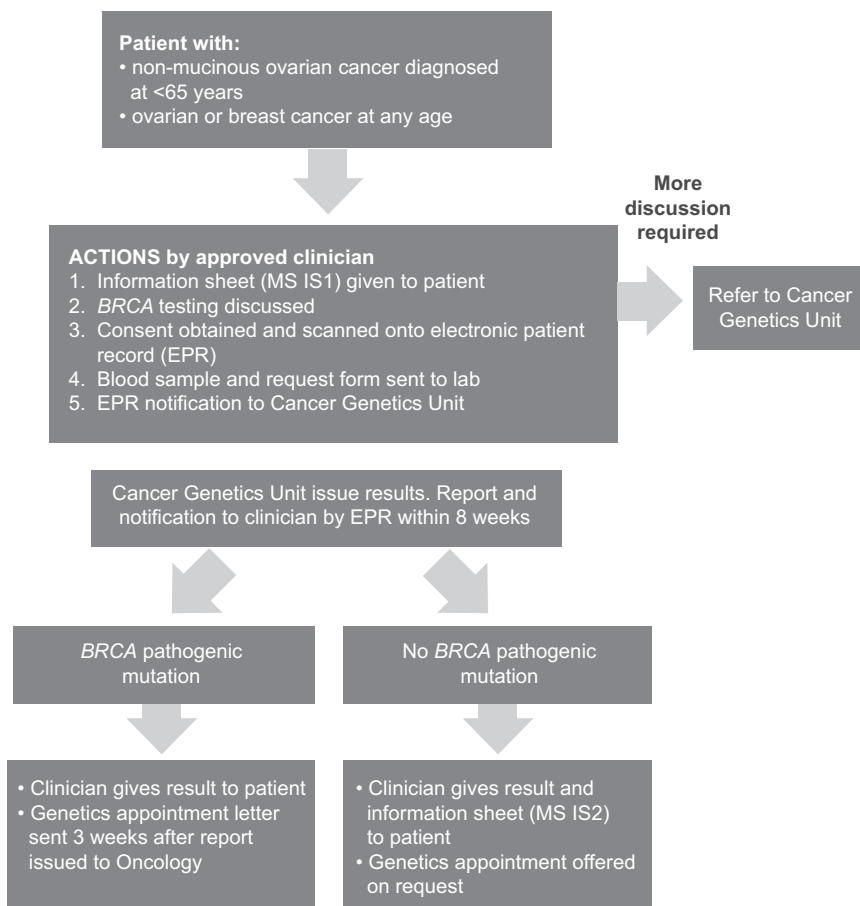 Patient with:
• non-mucinous ovarian cancer diagnosed
at <65 years
• ovarian or breast cancer at any age
More
discussion
required
ACTIONS by approved clinician
1. Information sheet (MS IS1) given to patient
2. BRCA testing discussed
3. Consent obtained and scanned onto electronic patient
record (EPR)
4. Blood sample and request form sent to lab
5. EPR notification to Cancer Genetics Unit
Refer to Cancer
Genetics Unit
Cancer Genetics Unit issue results. Report and
notification to clinician by EPR within 8 weeks
BRCA pathogenic
mutation
No BRCA pathogenic
mutation
• Clinician gives result to patient
• Genetics appointment letter
sent 3 weeks after report
issued to Oncology
• Clinician gives result and
information sheet (MS IS2)
to patient
• Genetics appointment offered
on request